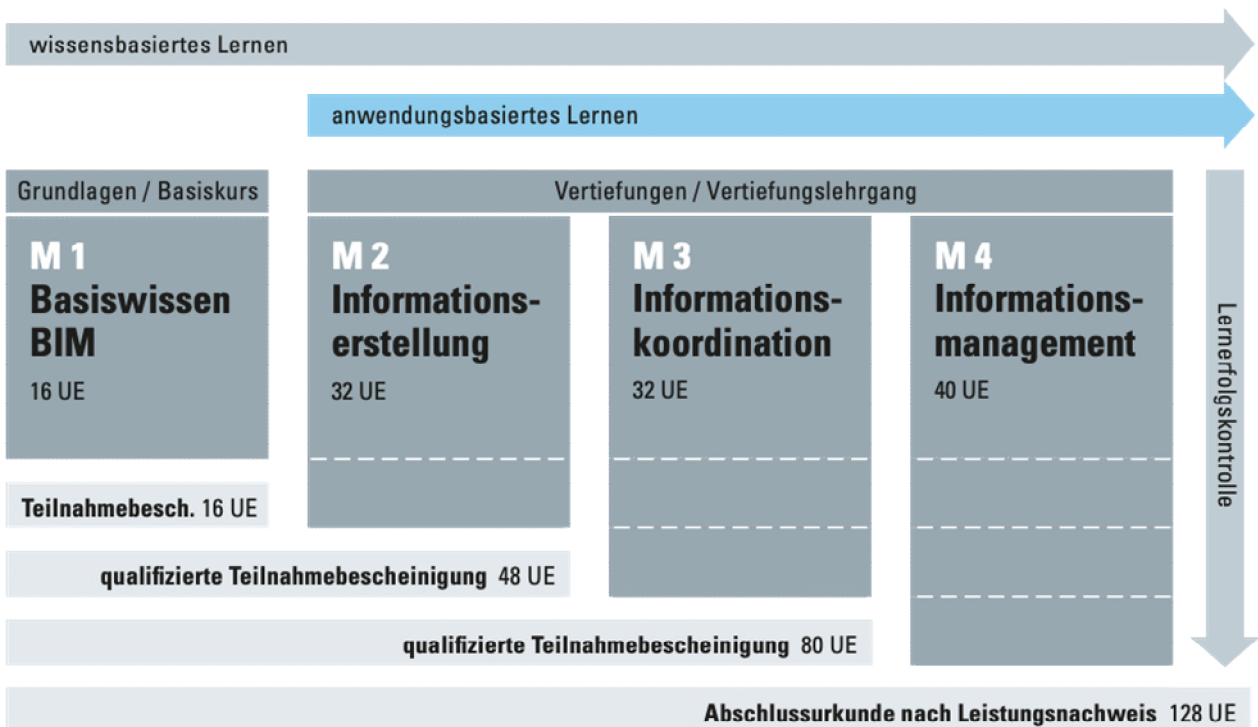 wissensbasiertes Lernen
anwendungsbasiertes Lernen
Grundlagen / Basiskurs
Vertiefungen / Vertiefungslehrgang
M 1
Basiswissen
BIM
16 UE
M 2
Informations-
erstellung
32 UE
M 3
Informations-
koordination
32 UE
M 4
Informations-
management
40 UE
Lernerfolgskontrolle
Teilnahmebesch. 16 UE
qualifizierte Teilnahmebescheinigung 48 UE
qualifizierte Teilnahmebescheinigung 80 UE
Abschlussurkunde nach Leistungsnachweis 128 UE